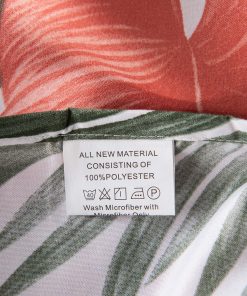 ALL NEW MATERIAL
CONSISTING OF
100%POLYESTER
Wash Microfiber with
Microfiber Only